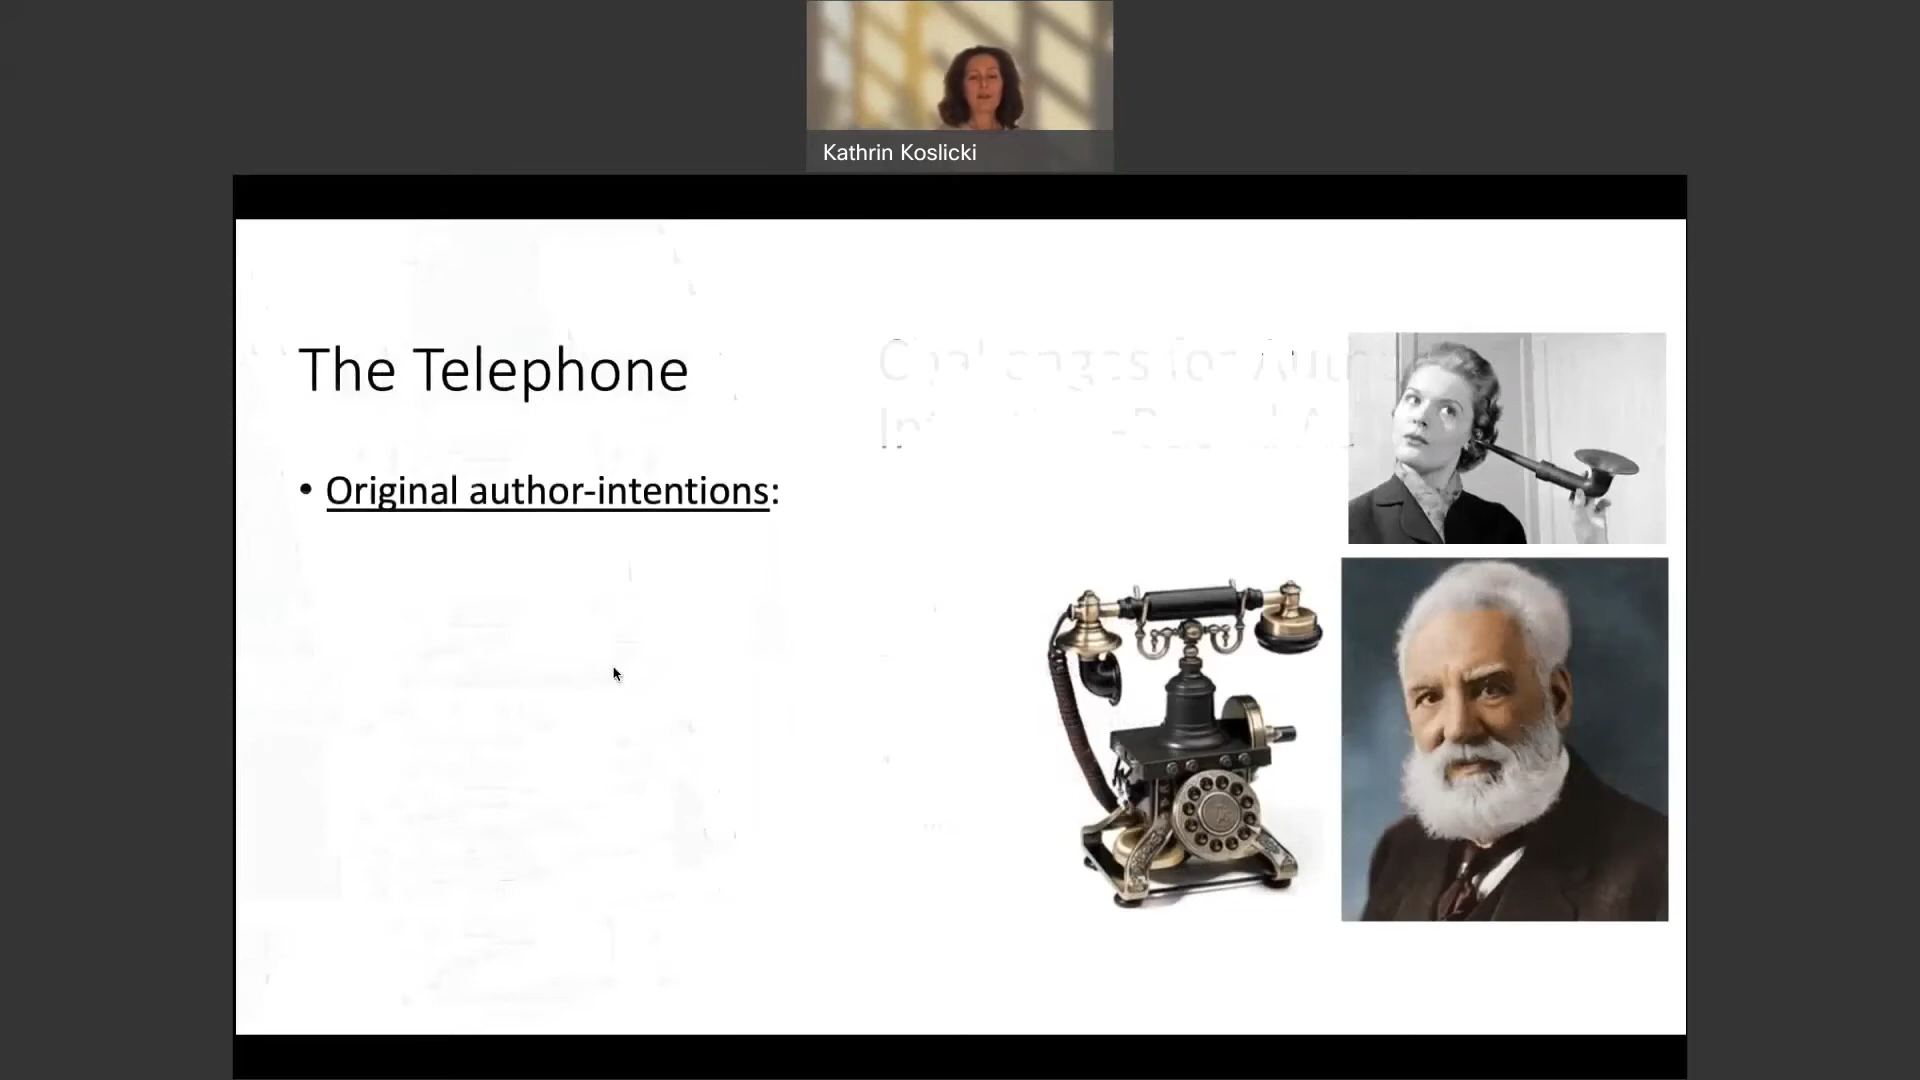 Kathrin Koslicki
The Telephone
• Original author-intentions: